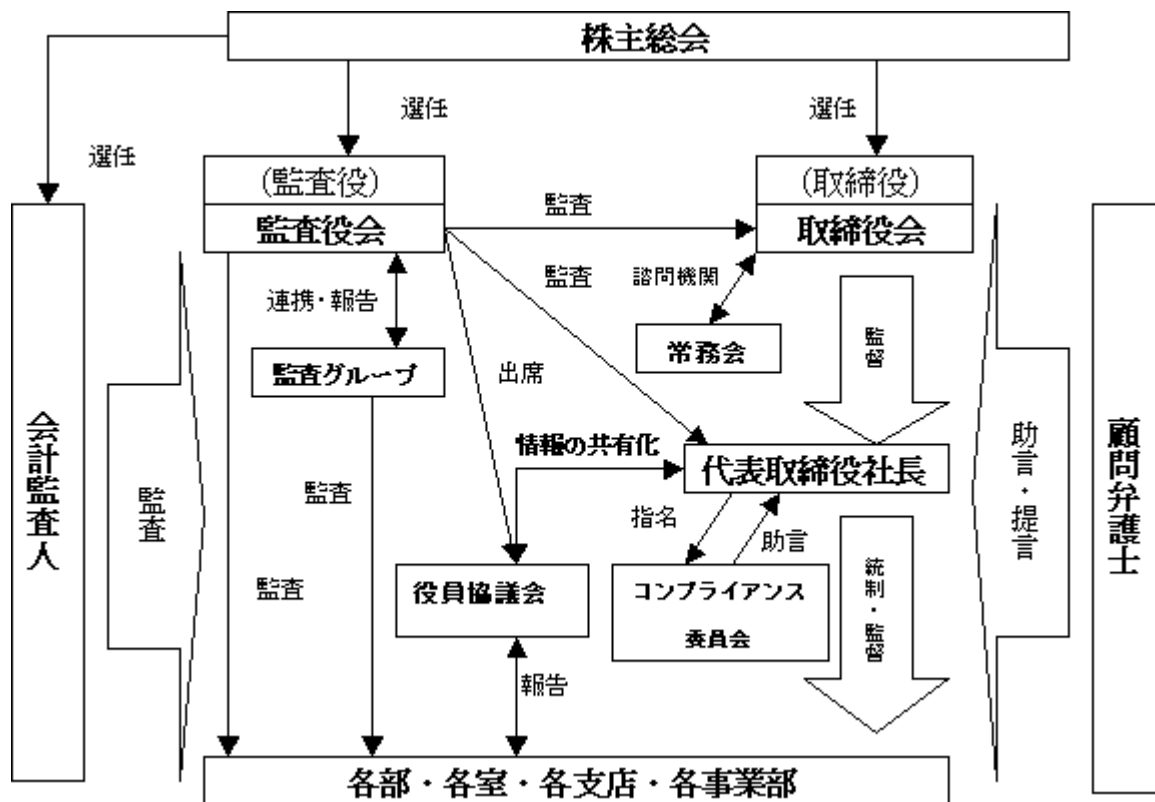 株主総会
選任
選任
選任
(監査役)
監査役会
(取締役)
取締役会
監査
監査
諮問機関
連携・報告
監査グループ
常務会
監督
出席
情報の共有化
代表取締役社長
会計監査人
監査
監査
監査
指名
助言
助言・提言
顧問弁護士
役員協議会
コンプライアンス
委員会
統制・監督
報告
各部・各室・各支店・各事業部